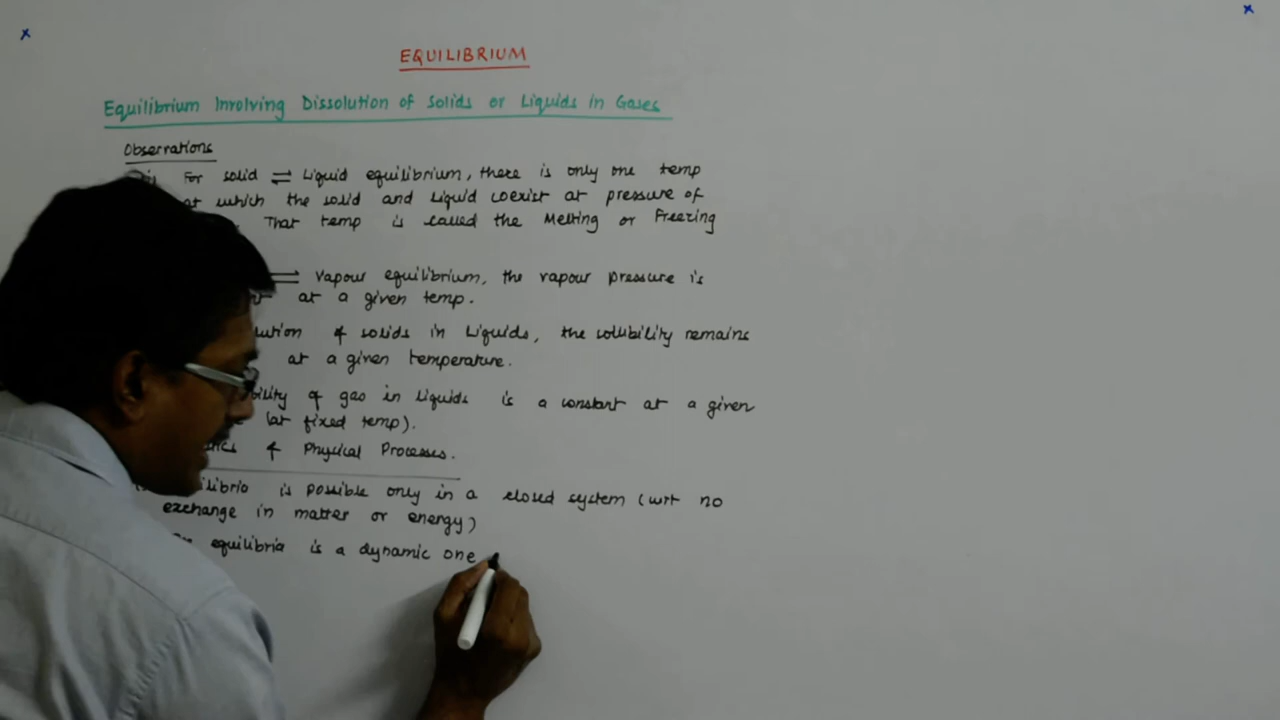 EQUILIBRIUM
Equilibrium Involving Dissolution of Solids or Liquids in Gases
Observations
For solid ⇌ Liquid equilibrium, there is only one temp
at which the solid and Liquid coexist at pressure of
That temp is called the Melting or Freezing
⇌ Vapour equilibrium, the vapour pressure is
at a given temp.
of solids in Liquids, the solubility remains
at a given temperature.
of gas in Liquids is a constant at a given
(at fixed temp).
of Physical Processes.
is possible only in a closed system (wrt no
exchange in matter or energy)
equilibria is a dynamic one